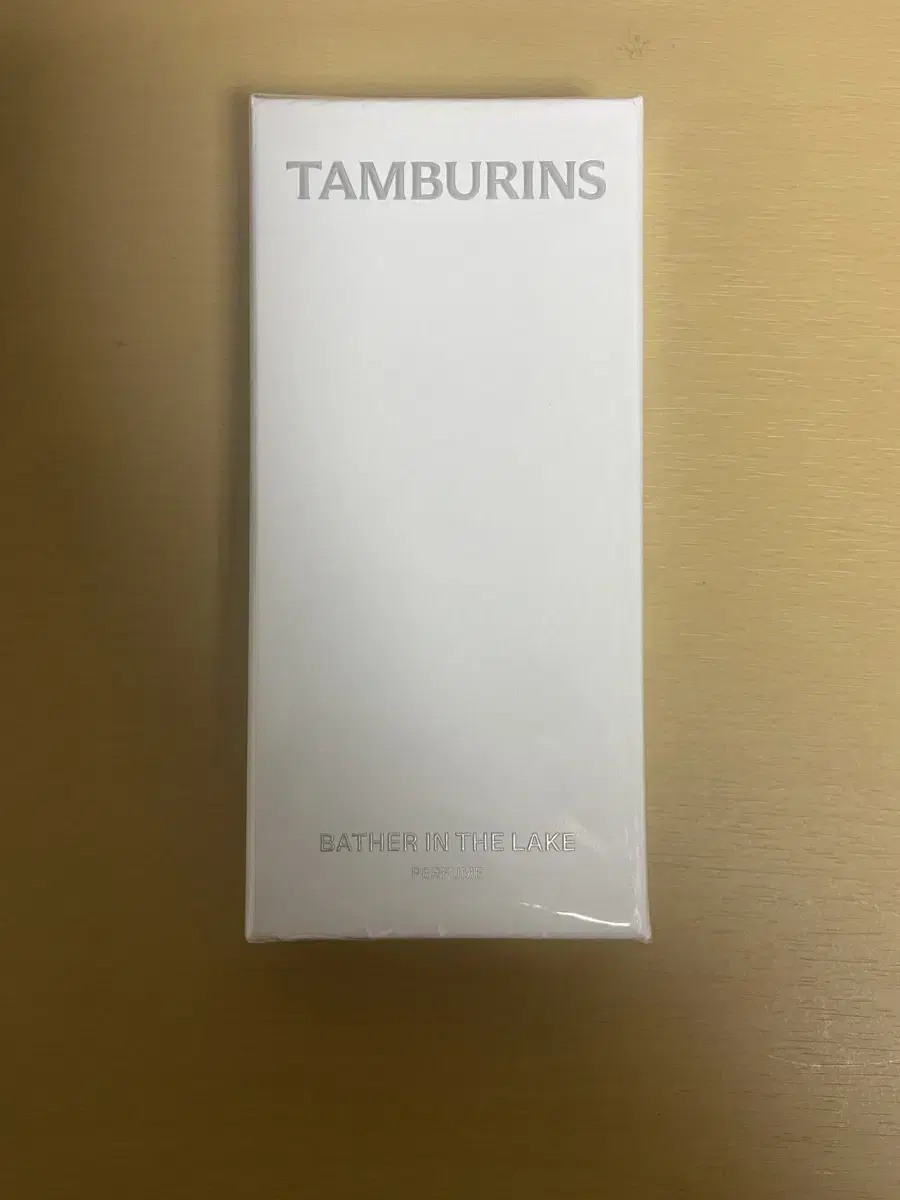 TAMBURINS
BATHER IN THE LAKE
PERFUME